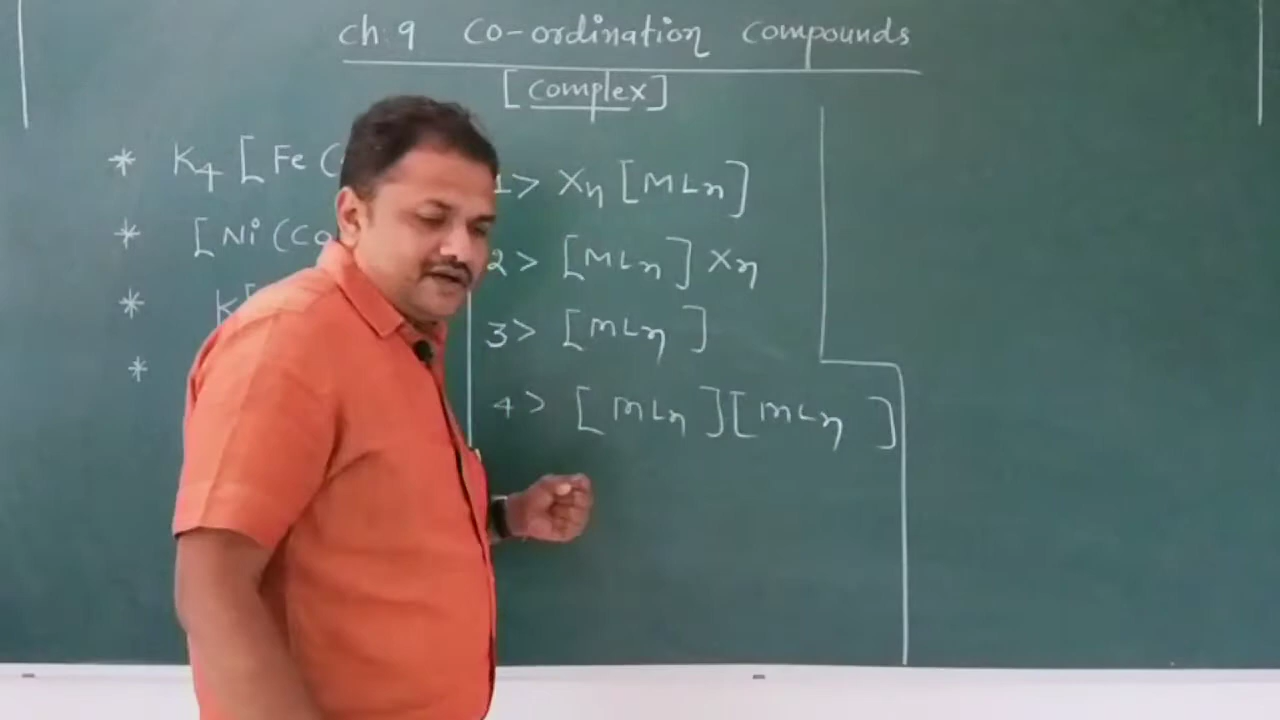 ch. 9 Co-ordination compounds
[complex]
* K4 [Fe (
* [Ni (Co
* K[
*
1> Xn [MLn]
2> [MLn] Xn
3> [MLn]
4> [MLn][MLn]